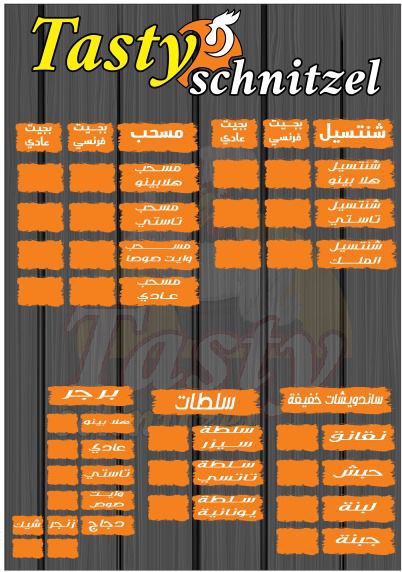 Tasty
schnitzel
شنتسيل
بجيت
فرنسي
بجيت
عادي
شنتسيل
هلا بينو
شنتسيل
تاستي
شنتسيل
الملك
مسحب
بجيت
فرنسي
بجيت
عادي
مسحب
هلابينو
مسحب
تاستي
مسحب
وايت صوصا
مسحب
عادي
Tasty
ساندويشات خفيفة
نقانق
حبش
لبنة
جبنة
سلطات
سلطة
سيزر
سلطة
تاتسي
سلطة
يونانية
برجر
هلا بينو
عادي
تاستي
وايت
صوص
دجاج
زنجر
شيك